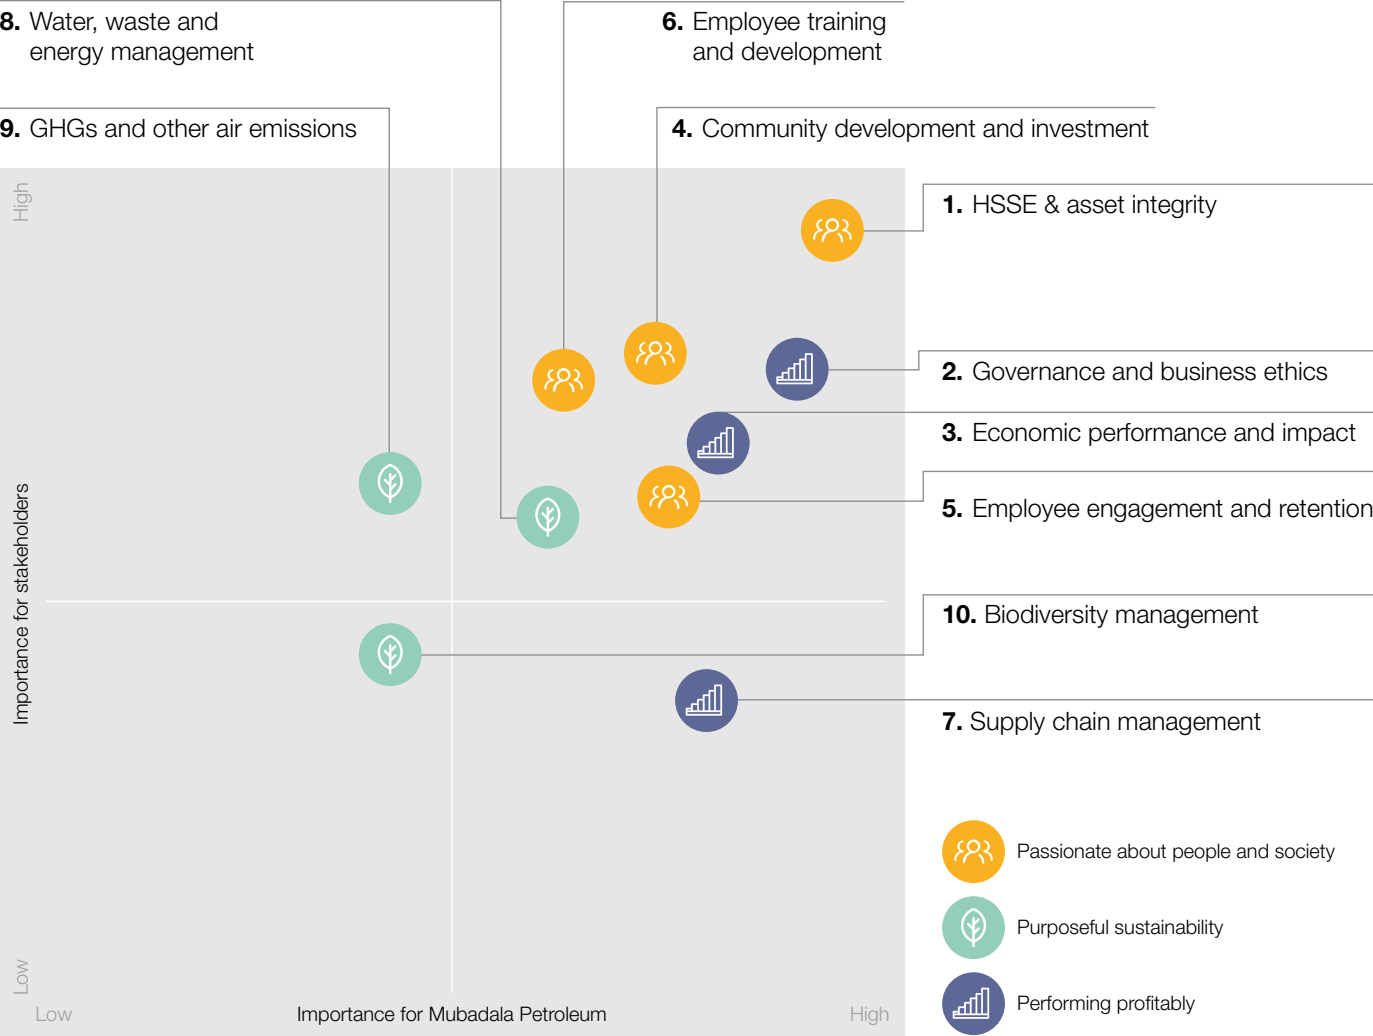 8. Water, waste and
energy management
6. Employee training
and development
9. GHGs and other air emissions
4. Community development and investment
High
1. HSSE & asset integrity
2. Governance and business ethics
3. Economic performance and impact
5. Employee engagement and retention
Importance for stakeholders
10. Biodiversity management
7. Supply chain management
Passionate about people and society
Purposeful sustainability
Performing profitably
Low
Low
Importance for Mubadala Petroleum
High